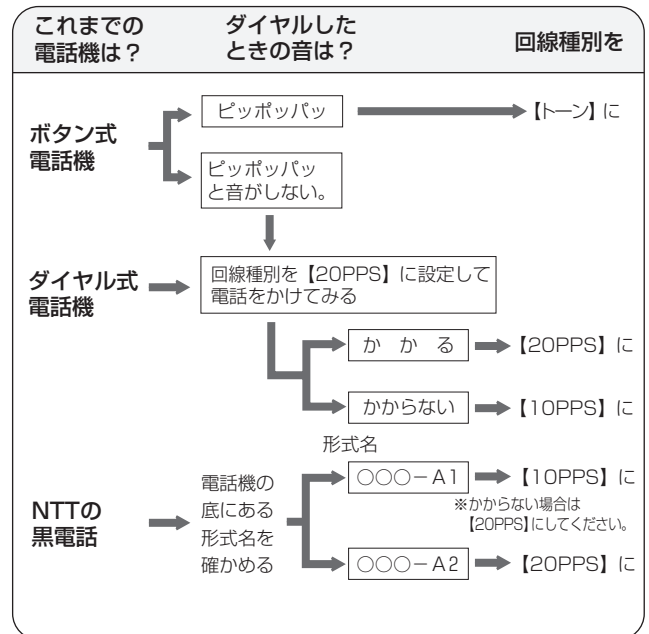 これまでの
電話機は？
ダイヤルした
ときの音は？
回線種別を
ボタン式
電話機
ピッポッパッ
【トーン】に
ピッポッパッ
と音がしない。
ダイヤル式
電話機
回線種別を【20PPS】に設定して
電話をかけてみる
かかる
【20PPS】に
かからない
【10PPS】に
NTTの
黒電話
電話機の
底にある
形式名を
確かめる
形式名
○○○－A1
【10PPS】に
※かからない場合は
【20PPS】にしてください。
○○○－A2
【20PPS】に